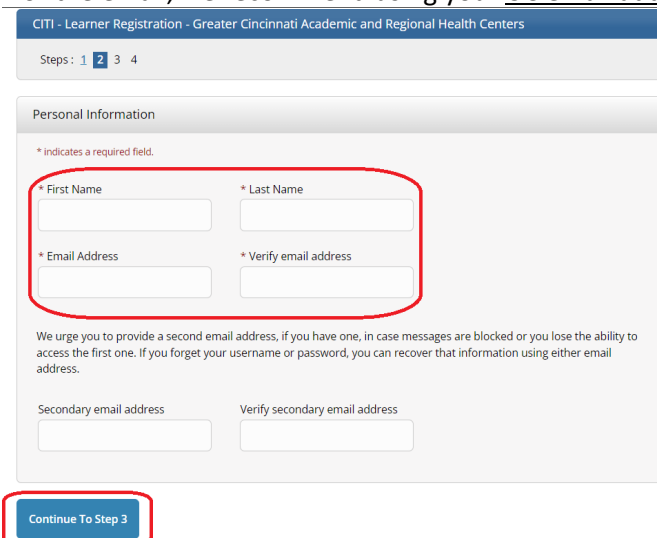 CITI - Learner Registration - Greater Cincinnati Academic and Regional Health Centers
Steps: 1 2 3 4
Personal Information
* indicates a required field.
* First Name * Last Name
* Email Address * Verify email address
We urge you to provide a second email address, if you have one, in case messages are blocked or you lose the ability to
access the first one. If you forget your username or password, you can recover that information using either email
address.
Secondary email address Verify secondary email address
Continue To Step 3